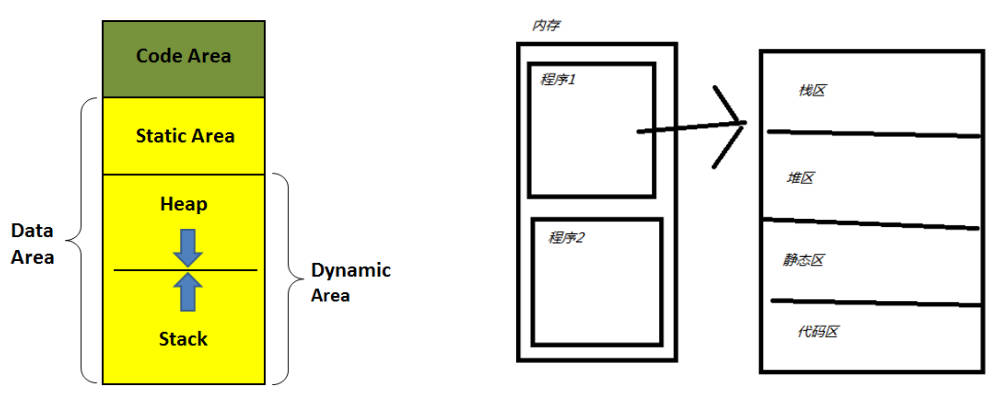 Code Area
Static Area
Heap
Stack
Data
Area
Dynamic
Area
内存
程序1
程序2
栈区
堆区
静态区
代码区